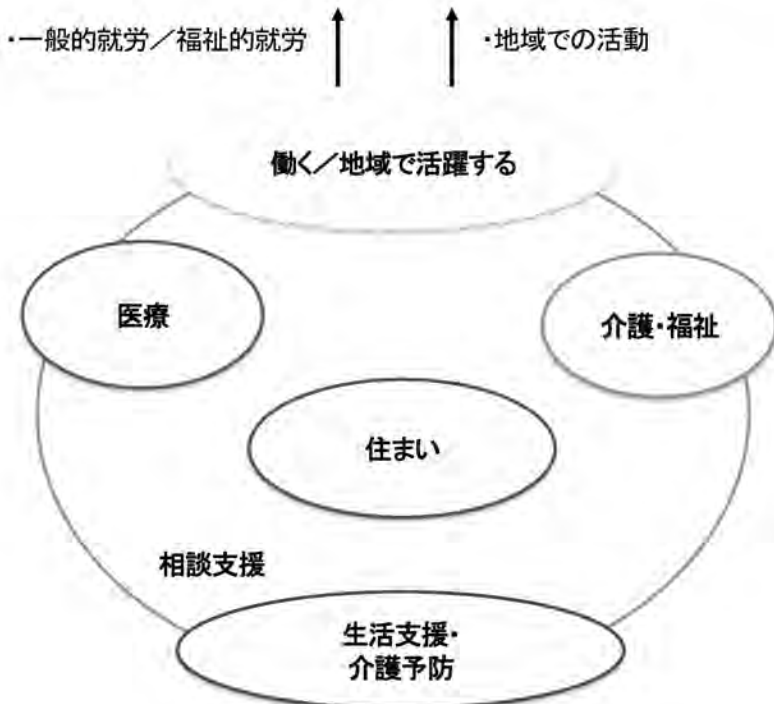 ・一般的就労／福祉的就労
・地域での活動
働く／地域で活躍する
医療
介護・福祉
住まい
相談支援
生活支援・
介護予防